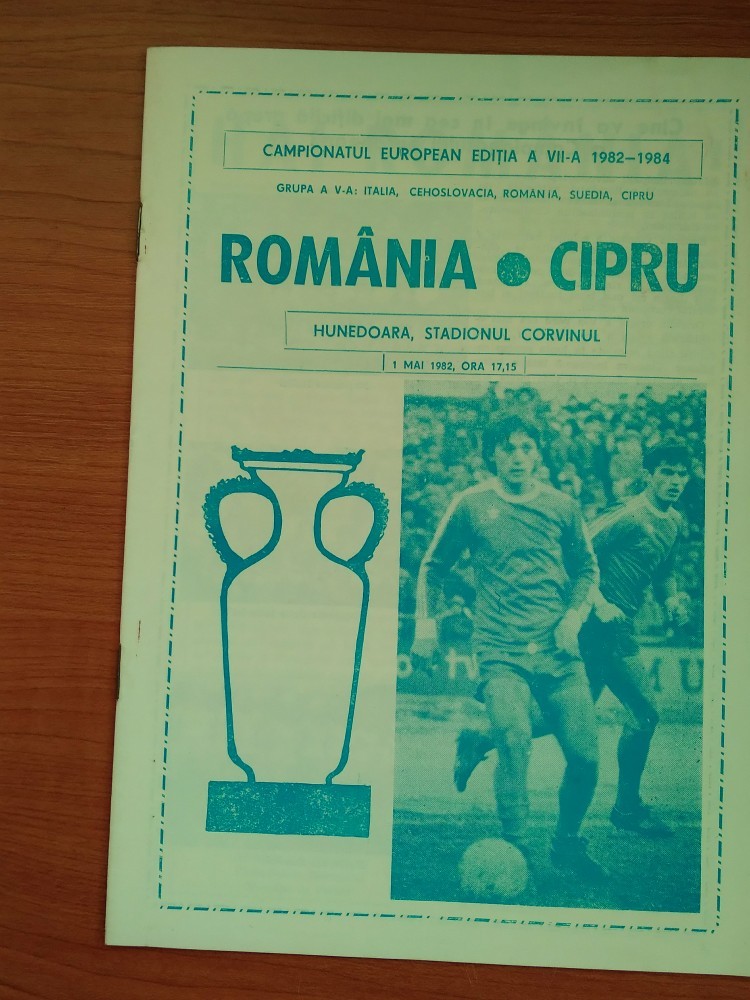 CAMPIONATUL EUROPEAN EDIȚIA A VII-A 1982–1984
GRUPA A V-A: ITALIA, CEHOSLOVACIA, ROMÂNIA, SUEDIA, CIPRU
ROMÂNIA ● CIPRU
HUNEDOARA, STADIONUL CORVINUL
1 MAI 1982, ORA 17,15